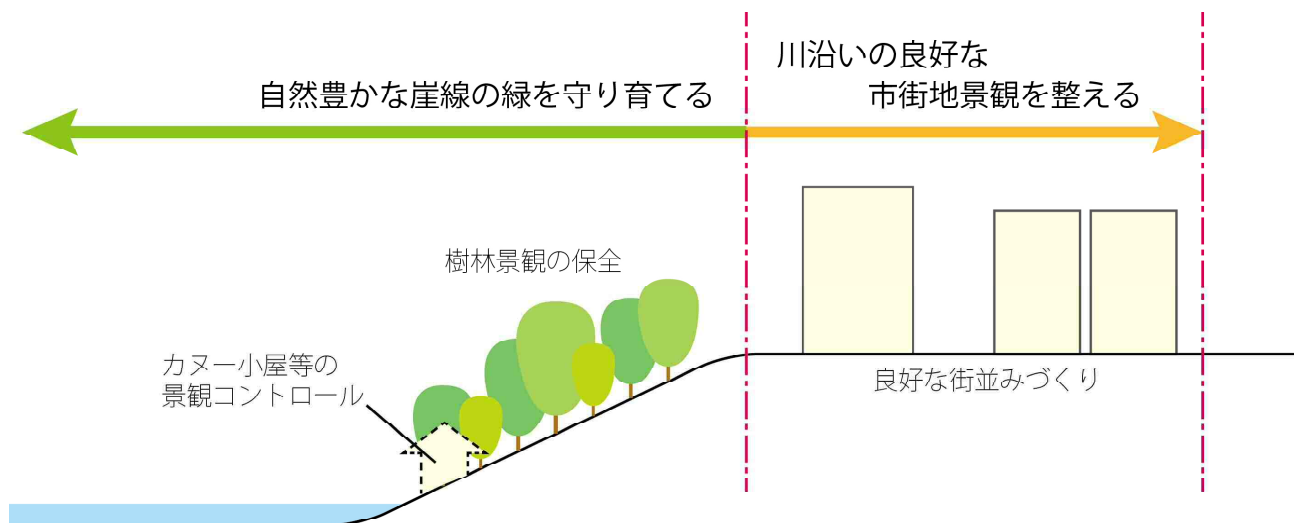 川沿いの良好な
市街地景観を整える
自然豊かな崖線の緑を守り育てる
樹林景観の保全
カヌー小屋等の
景観コントロール
良好な街並みづくり